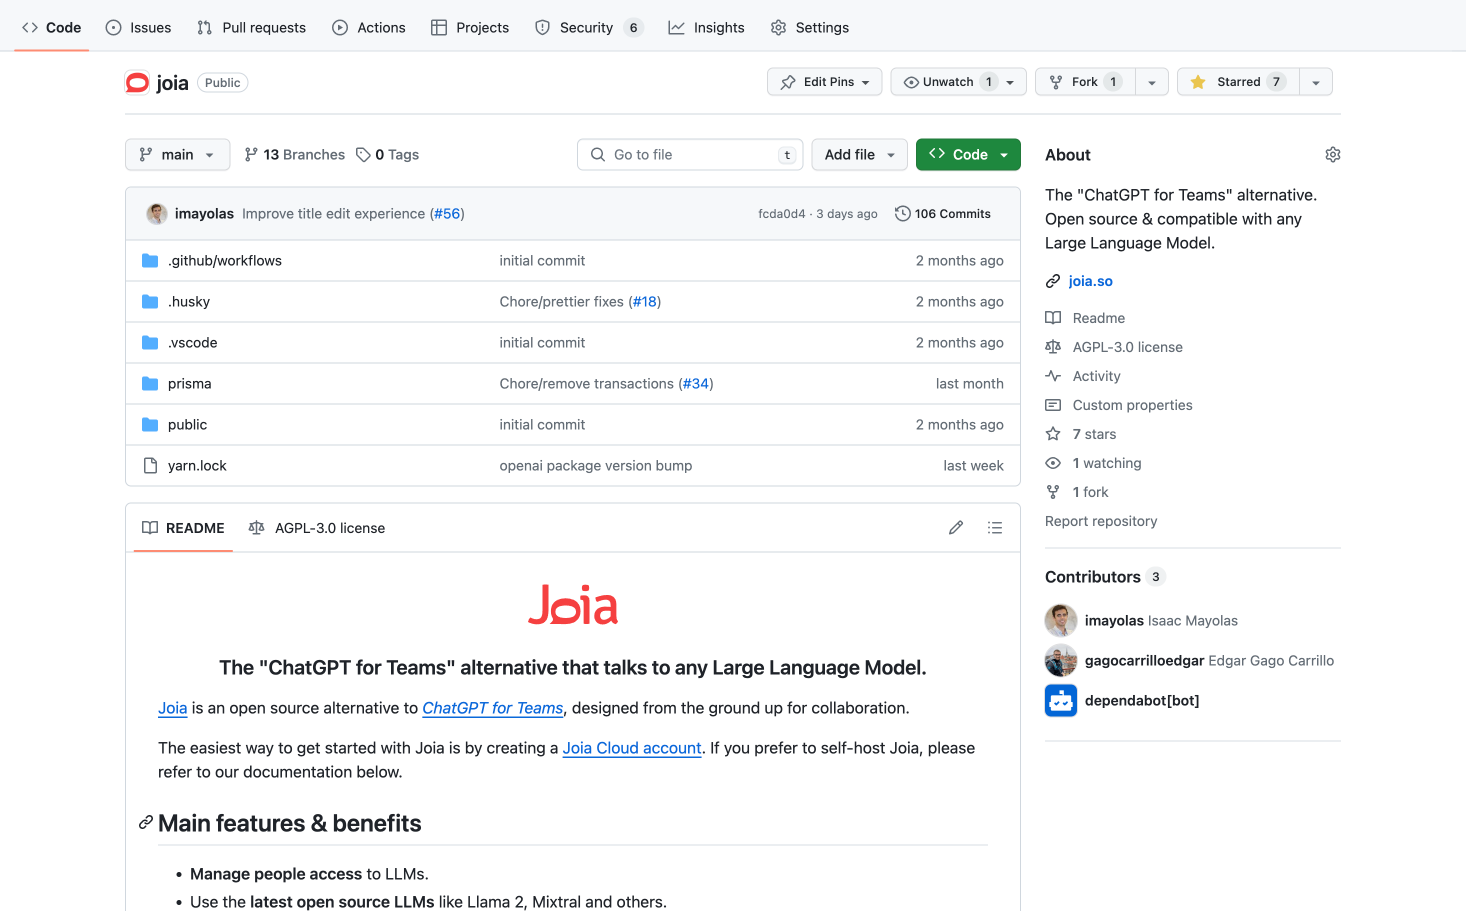 Code Issues Pull requests Actions Projects Security 6 Insights Settings
joia Public Edit Pins Unwatch 1 Fork 1 Starred 7
main 13 Branches 0 Tags Go to file t Add file Code
imayolas Improve title edit experience (#56) fcda0d4 · 3 days ago 106 Commits
.github/workflows initial commit 2 months ago
.husky Chore/prettier fixes (#18) 2 months ago
.vscode initial commit 2 months ago
prisma Chore/remove transactions (#34) last month
public initial commit 2 months ago
yarn.lock openai package version bump last week
README AGPL-3.0 license
Joia
The "ChatGPT for Teams" alternative that talks to any Large Language Model.
Joia is an open source alternative to ChatGPT for Teams, designed from the ground up for collaboration.
The easiest way to get started with Joia is by creating a Joia Cloud account. If you prefer to self-host Joia, please
refer to our documentation below.
Main features & benefits
• Manage people access to LLMs.
• Use the latest open source LLMs like Llama 2, Mixtral and others.
About
The "ChatGPT for Teams" alternative.
Open source & compatible with any
Large Language Model.
joia.so
Readme
AGPL-3.0 license
Activity
Custom properties
7 stars
1 watching
1 fork
Report repository
Contributors 3
imayolas Isaac Mayolas
gagocarrilloedgar Edgar Gago Carrillo
dependabot[bot]